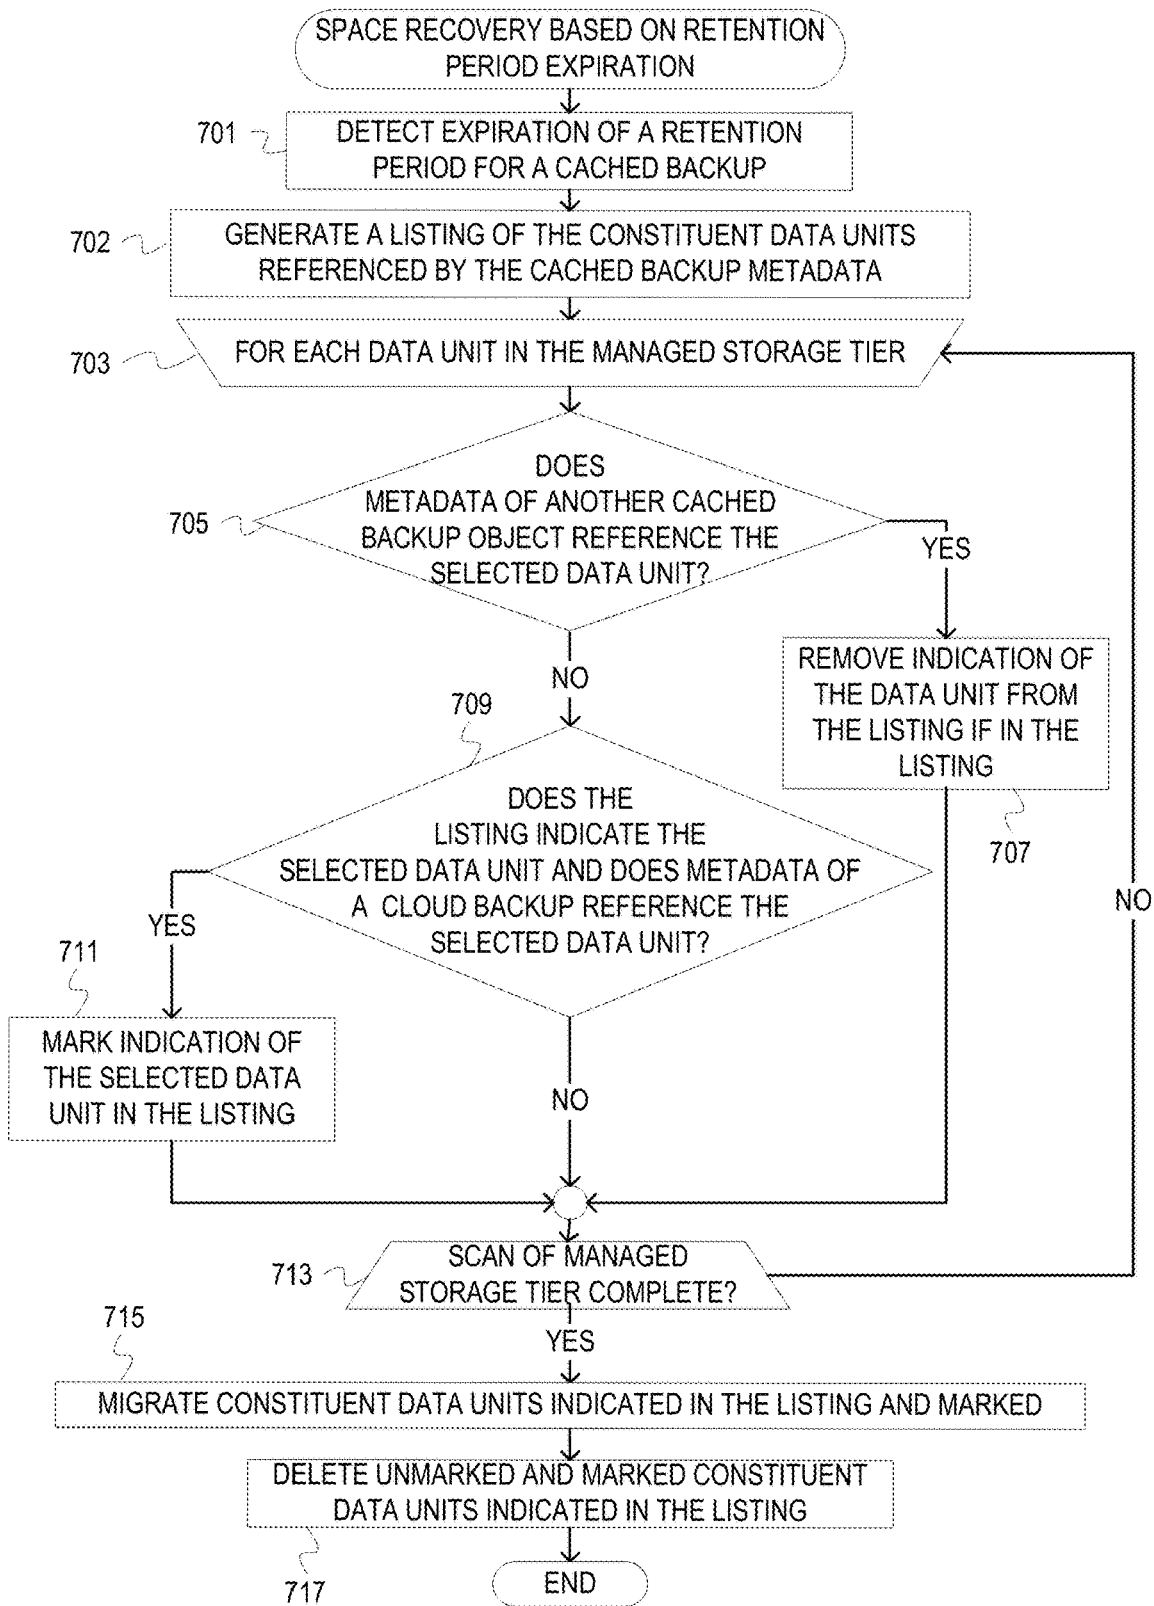 SPACE RECOVERY BASED ON RETENTION
PERIOD EXPIRATION
701
DETECT EXPIRATION OF A RETENTION
PERIOD FOR A CACHED BACKUP
702
GENERATE A LISTING OF THE CONSTITUENT DATA UNITS
REFERENCED BY THE CACHED BACKUP METADATA
703
FOR EACH DATA UNIT IN THE MANAGED STORAGE TIER
705
DOES
METADATA OF ANOTHER CACHED
BACKUP OBJECT REFERENCE THE
SELECTED DATA UNIT?
YES
NO
REMOVE INDICATION OF
THE DATA UNIT FROM
THE LISTING IF IN THE
LISTING
707
709
DOES THE
LISTING INDICATE THE
SELECTED DATA UNIT AND DOES METADATA OF
A CLOUD BACKUP REFERENCE THE
SELECTED DATA UNIT?
YES
NO
711
MARK INDICATION OF
THE SELECTED DATA
UNIT IN THE LISTING
NO
713
SCAN OF MANAGED
STORAGE TIER COMPLETE?
YES
715
MIGRATE CONSTITUENT DATA UNITS INDICATED IN THE LISTING AND MARKED
DELETE UNMARKED AND MARKED CONSTITUENT
DATA UNITS INDICATED IN THE LISTING
717
END